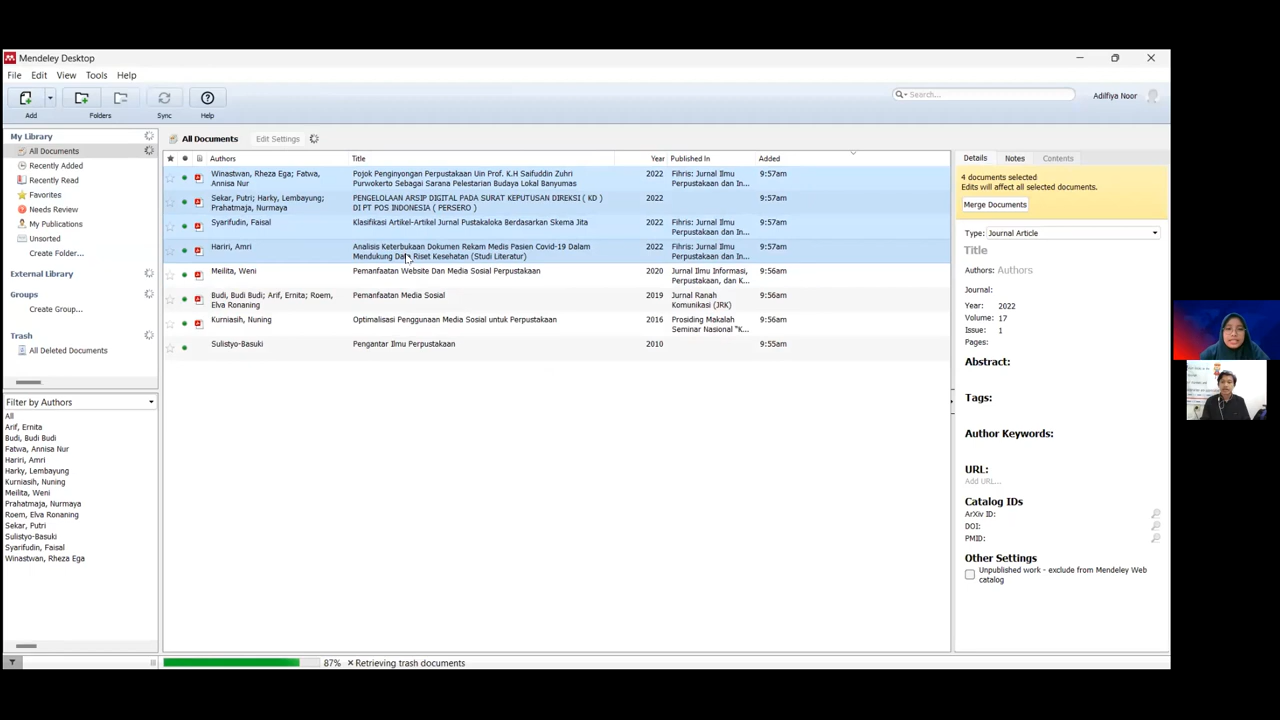 Mendeley Desktop
File Edit View Tools Help
Search...
Adilfiya Noor
Add Folders Sync Help
My Library
All Documents
Recently Added
Recently Read
Favorites
Needs Review
My Publications
Unsorted
Create Folder...
External Library
Groups
Create Group...
Trash
All Deleted Documents
Filter by Authors
All
Arif, Ernita
Budi, Budi Budi
Fatwa, Annisa Nur
Hariri, Amri
Harky, Lembayung
Kurniasih, Nuning
Meilita, Weni
Prahatmaja, Nurmaya
Roem, Elva Ronaning
Sekar, Putri
Sulistyo-Basuki
Syarifudin, Faisal
Winastwan, Rheza Ega
All Documents Edit Settings
Authors Title Year Published In Added
Winastwan, Rheza Ega; Fatwa, Pojok Penginyongan Perpustakaan Uin Prof. K.H Saifuddin Zuhri 2022 Fihris: Jurnal Ilmu 9:57am
Annisa Nur Purwokerto Sebagai Sarana Pelestarian Budaya Lokal Banyumas Perpustakaan dan In...
Sekar, Putri; Harky, Lembayung; PENGELOLAAN ARSIP DIGITAL PADA SURAT KEPUTUSAN DIREKSI ( KD ) 2022 9:57am
Prahatmaja, Nurmaya DI PT POS INDONESIA ( PERSERO )
Syarifudin, Faisal Klasifikasi Artikel-Artikel Jurnal Pustakaloka Berdasarkan Skema Jita 2022 Fihris: Jurnal Ilmu 9:57am
Perpustakaan dan In...
Hariri, Amri Analisis Keterbukaan Dokumen Rekam Medis Pasien Covid-19 Dalam 2022 Fihris: Jurnal Ilmu 9:57am
Mendukung Data Riset Kesehatan (Studi Literatur) Perpustakaan dan In...
Meilita, Weni Pemanfaatan Website Dan Media Sosial Perpustakaan 2020 Jurnal Ilmu Informasi, 9:56am
Perpustakaan, dan K...
Budi, Budi Budi; Arif, Ernita; Roem, Pemanfaatan Media Sosial 2019 Jurnal Ranah 9:56am
Elva Ronaning Komunikasi (JRK)
Kurniasih, Nuning Optimalisasi Penggunaan Media Sosial untuk Perpustakaan 2016 Prosiding Makalah 9:56am
Seminar Nasional "K...
Sulistyo-Basuki Pengantar Ilmu Perpustakaan 2010 9:55am
Details Notes Contents
4 documents selected
Edits will affect all selected documents.
Merge Documents
Type: Journal Article
Title
Authors: Authors
Journal:
Year: 2022
Volume: 17
Issue: 1
Pages:
Abstract:
Tags:
Author Keywords:
URL:
Add URL...
Catalog IDs
ArXiv ID:
DOI:
PMID:
Other Settings
Unpublished work - exclude from Mendeley Web
catalog
87% Retrieving trash documents